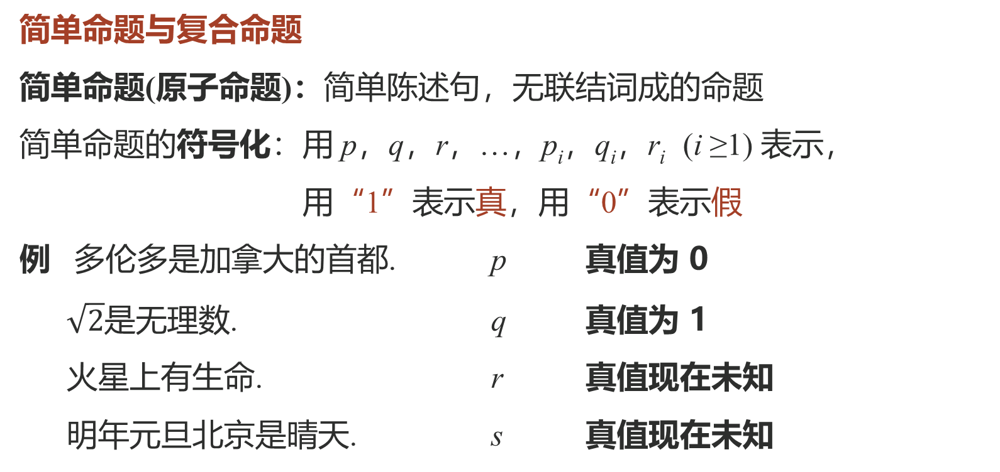 简单命题与复合命题
简单命题(原子命题)：简单陈述句，无联结词成的命题
简单命题的符号化：用 p，q，r，…，pᵢ，qᵢ，rᵢ (i ≥1) 表示，
用“1”表示真，用“0”表示假
例 多伦多是加拿大的首都. p 真值为 0
√2是无理数. q 真值为 1
火星上有生命. r 真值现在未知
明年元旦北京是晴天. s 真值现在未知